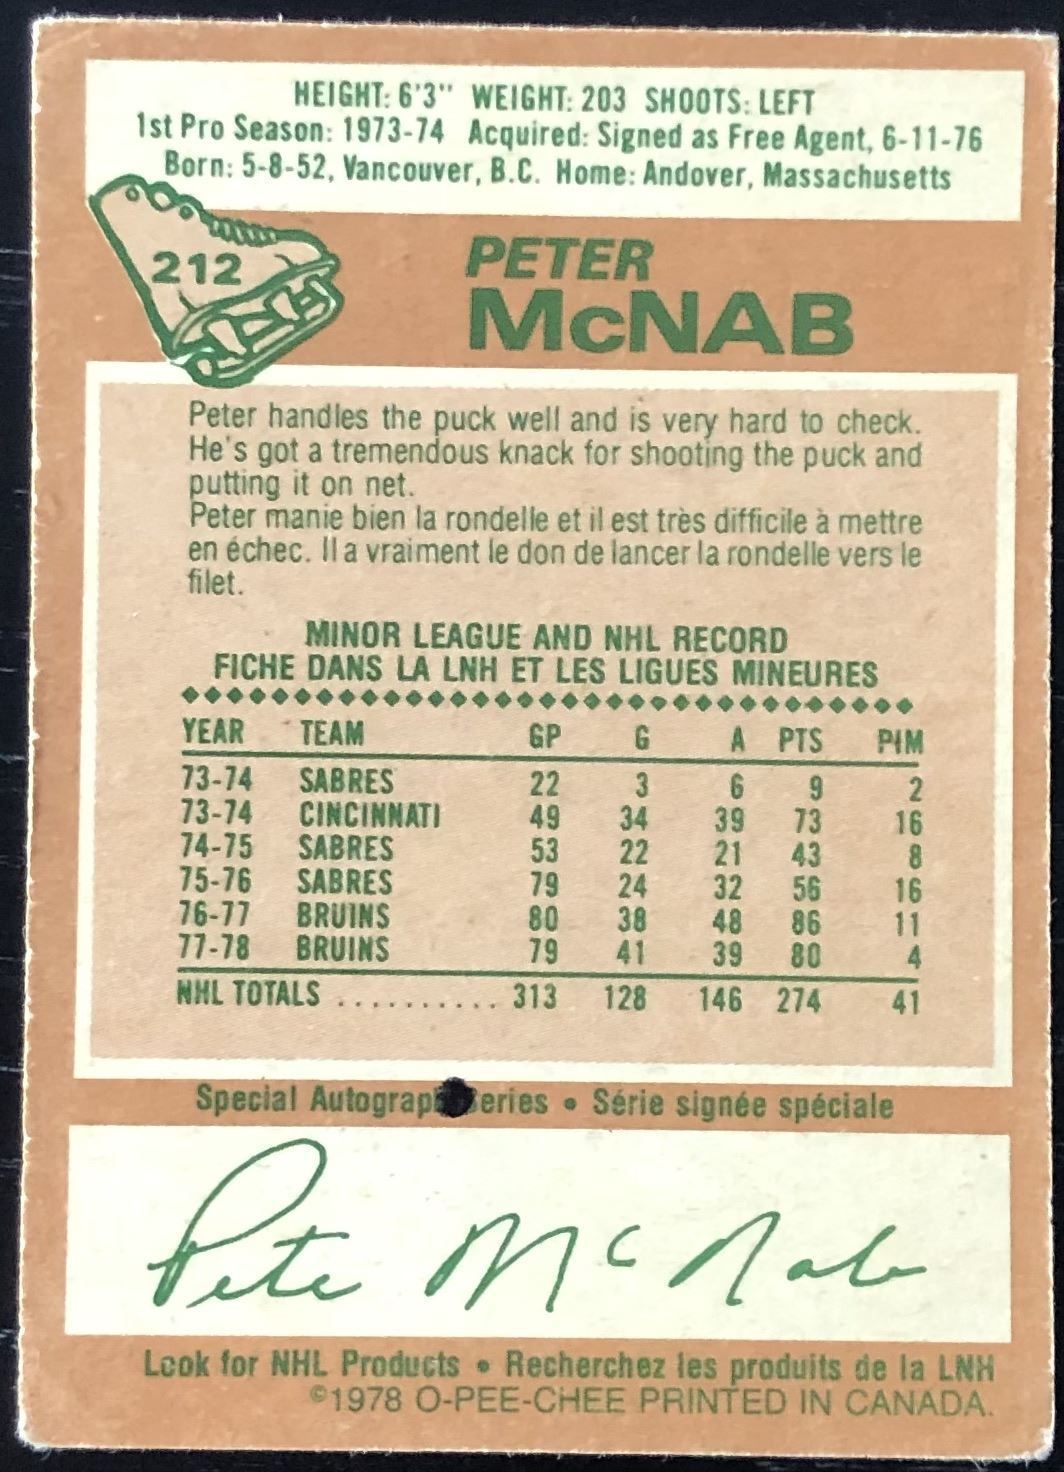 HEIGHT: 6'3" WEIGHT: 203 SHOOTS: LEFT
1st Pro Season: 1973-74 Acquired: Signed as Free Agent, 6-11-76
Born: 5-8-52, Vancouver, B.C. Home: Andover, Massachusetts
212
PETER
McNAB
Peter handles the puck well and is very hard to check.
He's got a tremendous knack for shooting the puck and
putting it on net.
Peter manie bien la rondelle et il est très difficile à mettre
en échec. Il a vraiment le don de lancer la rondelle vers le
filet.
MINOR LEAGUE AND NHL RECORD
FICHE DANS LA LNH ET LES LIGUES MINEURES
YEAR TEAM GP G A PTS PIM
73-74 SABRES 22 3 6 9 2
73-74 CINCINNATI 49 34 39 73 16
74-75 SABRES 53 22 21 43 8
75-76 SABRES 79 24 32 56 16
76-77 BRUINS 80 38 48 86 11
77-78 BRUINS 79 41 39 80 4
NHL TOTALS .......... 313 128 146 274 41
Special Autograph Series • Série signée spéciale
Pete McNab
Look for NHL Products • Recherchez les produits de la LNH
©1978 O-PEE-CHEE PRINTED IN CANADA.